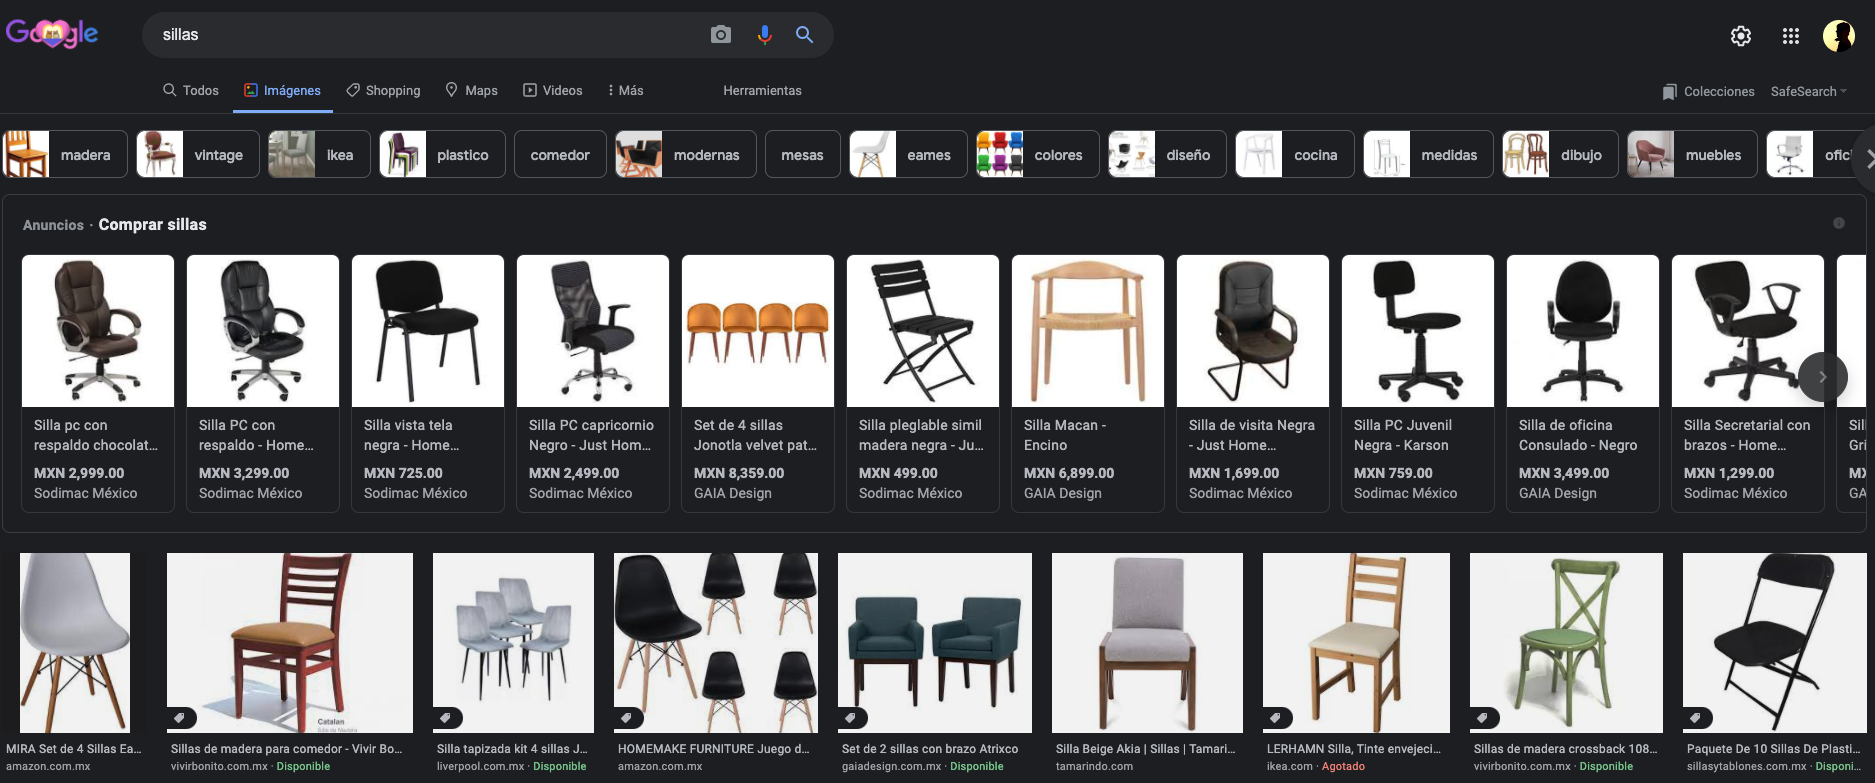 Google
sillas
Todos
Imágenes
Shopping
Maps
Videos
Más
Herramientas
Colecciones
SafeSearch
madera
vintage
ikea
plastico
comedor
modernas
mesas
eames
colores
diseño
cocina
medidas
dibujo
muebles
Anuncios · Comprar sillas
Silla pc con
respaldo chocolat...
MXN 2,999.00
Sodimac México
Silla PC con
respaldo - Home...
MXN 3,299.00
Sodimac México
Silla vista tela
negra - Home...
MXN 725.00
Sodimac México
Silla PC capricornio
Negro - Just Hom...
MXN 2,499.00
Sodimac México
Set de 4 sillas
Jonotla velvet pat...
MXN 8,359.00
GAIA Design
Silla pleglable simil
madera negra - Ju...
MXN 499.00
Sodimac México
Silla Macan -
Encino
MXN 6,899.00
GAIA Design
Silla de visita Negra
- Just Home...
MXN 1,699.00
Sodimac México
Silla PC Juvenil
Negra - Karson
MXN 759.00
Sodimac México
Silla de oficina
Consulado - Negro
MXN 3,499.00
GAIA Design
Silla Secretarial con
brazos - Home...
MXN 1,299.00
Sodimac México
Catalan
MIRA Set de 4 Sillas Ea...
amazon.com.mx
Sillas de madera para comedor - Vivir Bo...
vivirbonito.com.mx · Disponible
Silla tapizada kit 4 sillas J...
liverpool.com.mx · Disponible
HOMEMAKE FURNITURE Juego d...
amazon.com.mx
Set de 2 sillas con brazo Atrixco
gaiadesign.com.mx · Disponible
Silla Beige Akia | Sillas | Tamari...
tamarindo.com
LERHAMN Silla, Tinte envejeci...
ikea.com · Agotado
Sillas de madera crossback 108...
vivirbonito.com.mx · Disponible
Paquete De 10 Sillas De Plasti...
sillasytablones.com.mx · Disponi...